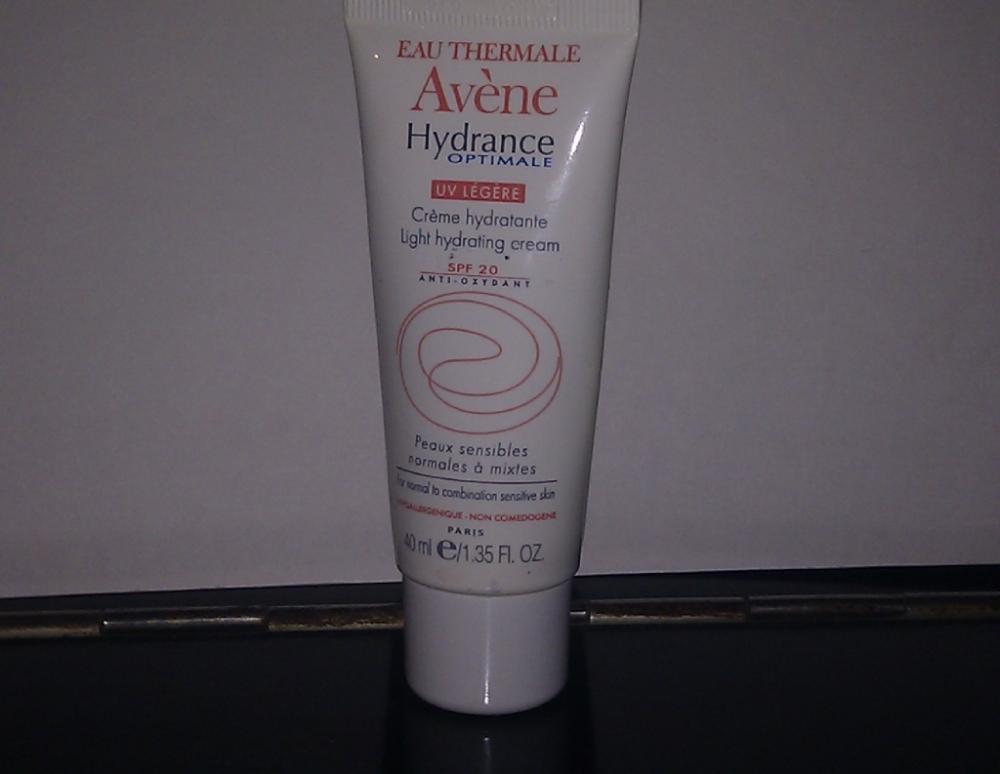 EAU THERMALE
Avène
Hydrance
OPTIMALE
UV LÉGÈRE
Crème hydratante
Light hydrating cream
SPF 20
ANTI-OXYDANT
Peaux sensibles
normales à mixtes
For normal to combination sensitive skin
HYPOALLERGENIQUE - NON COMEDOGENE
PARIS
40 ml e/1.35 Fl. OZ.